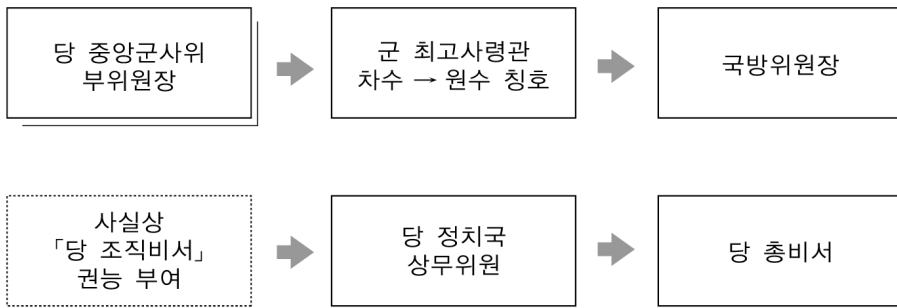 당 중앙군사위
부위원장
군 최고사령관
차수 → 원수 칭호
국방위원장
사실상
「당 조직비서」
권능 부여
당 정치국
상무위원
당 총비서